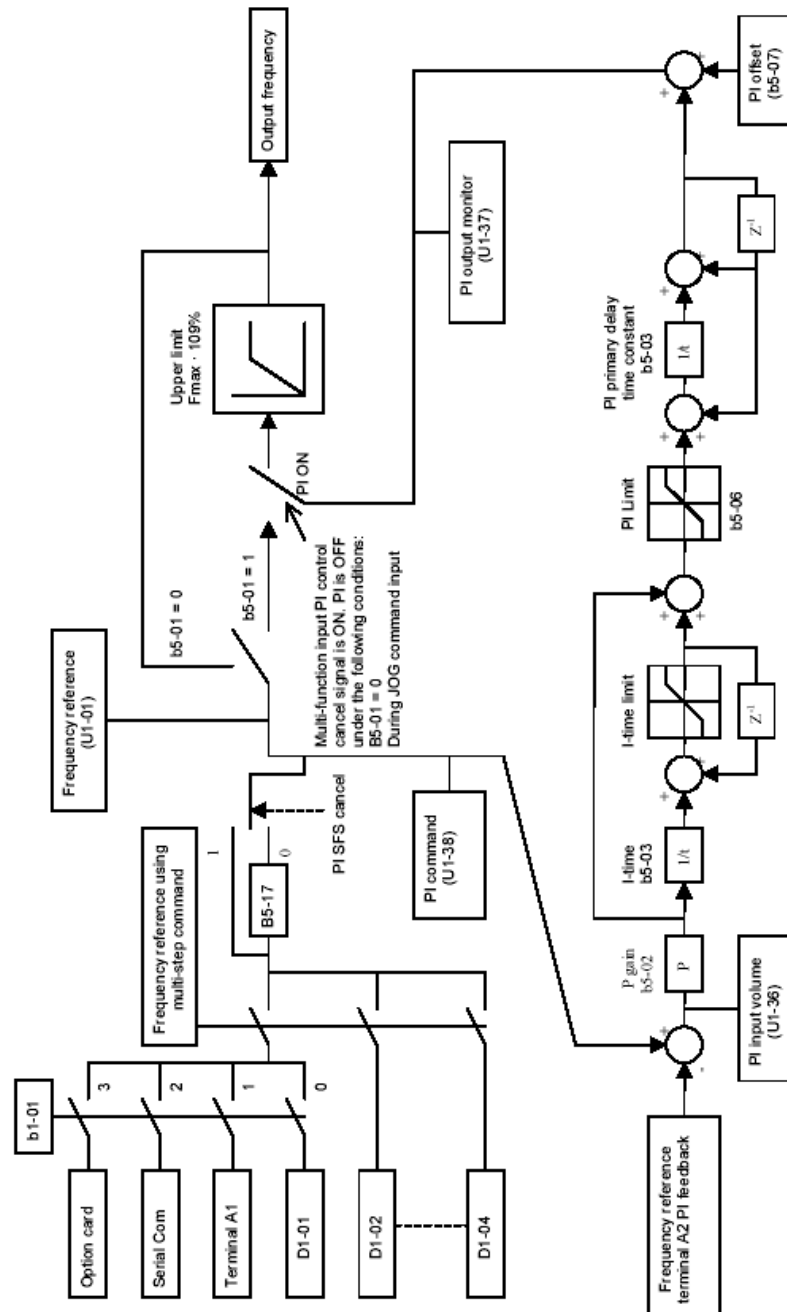 b1-01
Option card
Serial Com
Terminal A1
D1-01
D1-02
D1-04
3
2
1
0
Frequency reference using
multi-step command
B5-17
1
0
PI SFS cancel
Frequency reference
(U1-01)
b5-01 = 0
b5-01 = 1
PI command
(U1-38)
Multi-function input PI control
cancel signal is ON. PI is OFF
under the following conditions:
B5-01 = 0
During JOG command input
PI ON
Upper limit
Fmax · 109%
Output frequency
PI output monitor
(U1-37)
Frequency reference
terminal A2 PI feedback
+
-
PI input volume
(U1-36)
P gain
b5-02
P
I-time
b5-03
1/t
+
+
I-time limit
Z-1
+
+
PI Limit
b5-06
+
+
PI primary delay
time constant
b5-03
1/t
+
+
Z-1
+
+
PI offset
(b5-07)